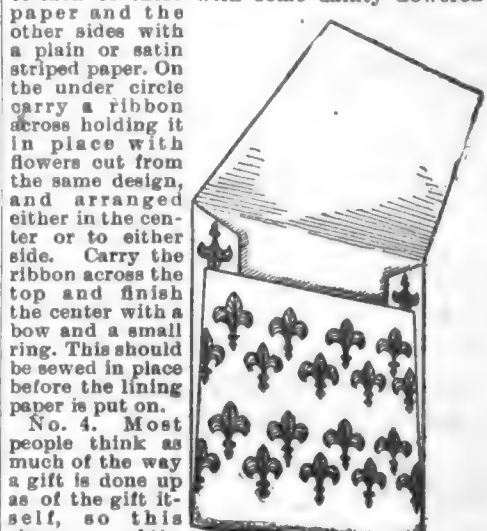 paper and the
other sides with
a plain or satin
striped paper. On
the under circle
carry a ribbon
across holding it
in place with
flowers cut from
the same design,
and arranged
either in the cen-
ter or to either
side. Carry the
ribbon across the
top and finish
the center with a
bow and a small
ring. This should
be sewed in place
before the lining
paper is put on.
No. 4. Most
people think as
much of the way
a gift is done up
as of the gift it-
self, so this